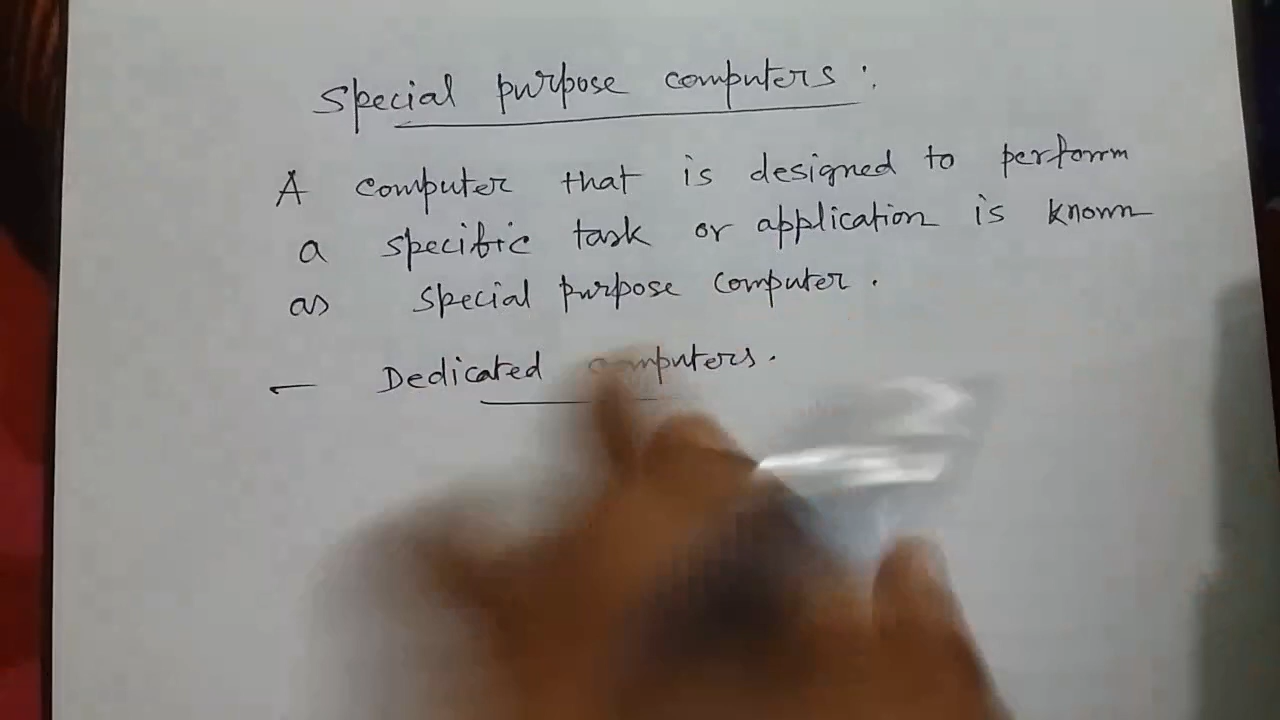 Special purpose computers :
A computer that is designed to perform
a specific task or application is known
as special purpose computer.
– Dedicated computers.